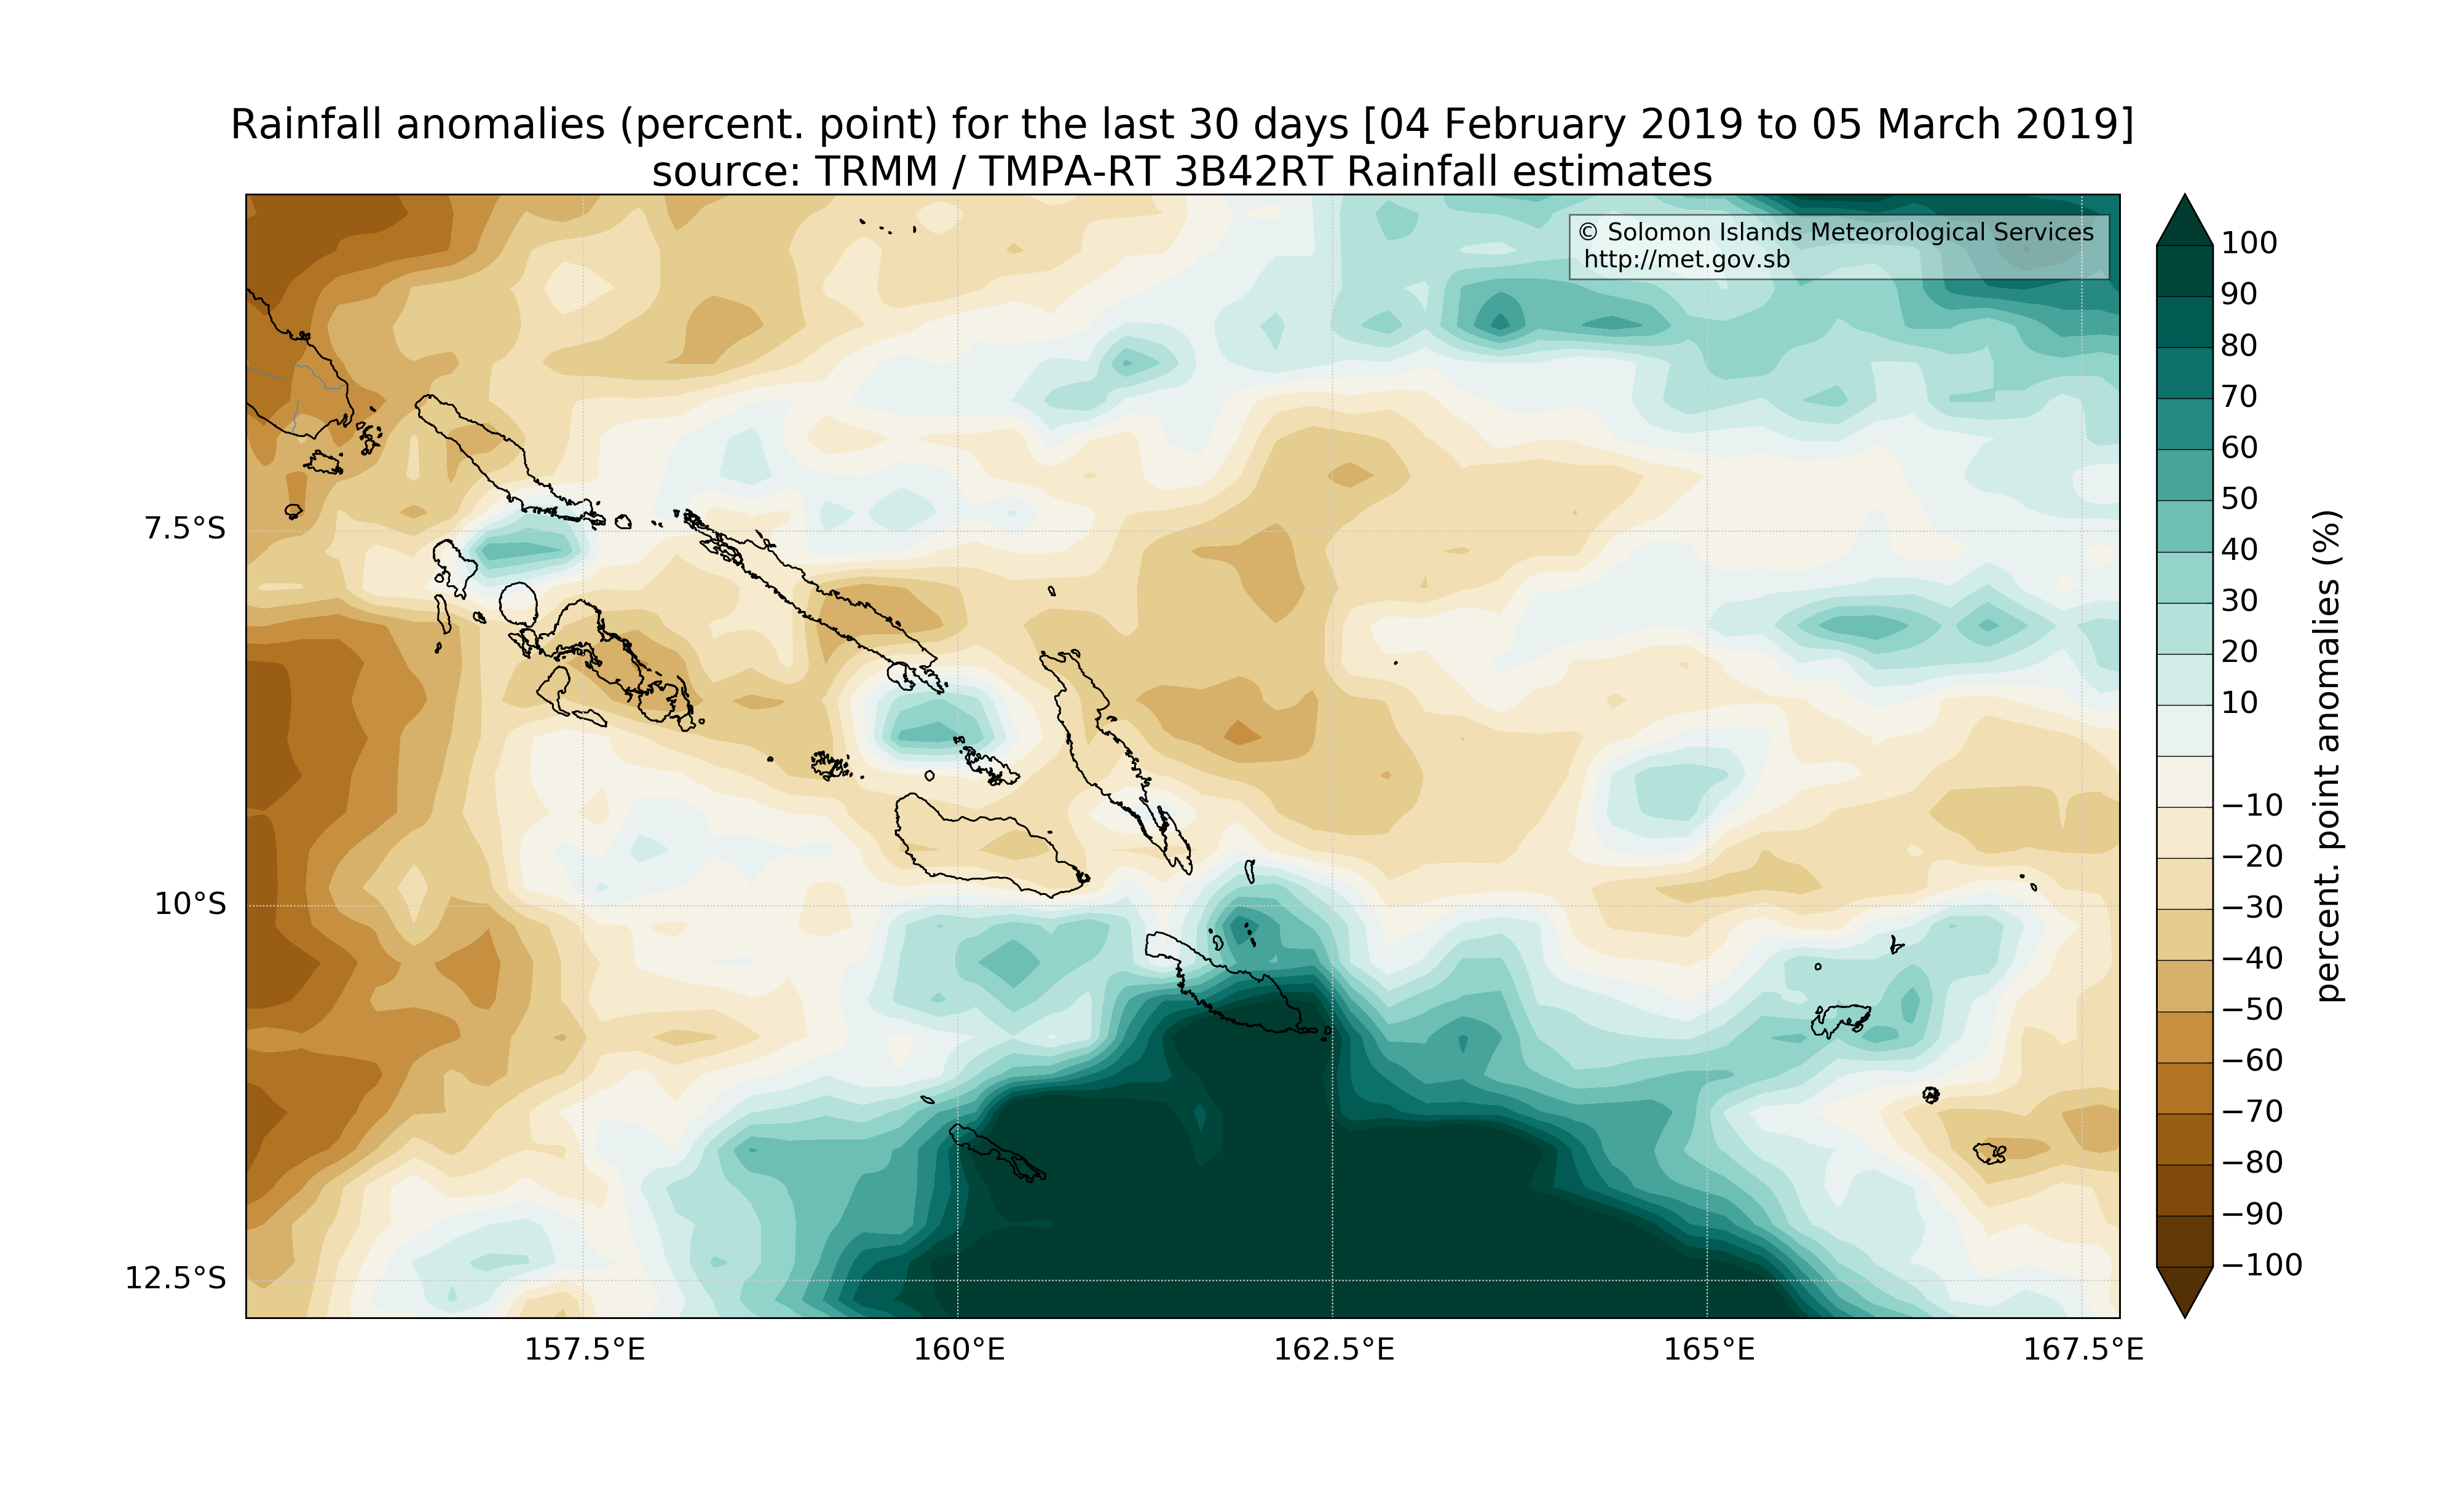 Rainfall anomalies (percent. point) for the last 30 days [04 February 2019 to 05 March 2019]
source: TRMM / TMPA-RT 3B42RT Rainfall estimates
© Solomon Islands Meteorological Services
http://met.gov.sb
7.5°S
10°S
12.5°S
157.5°E
160°E
162.5°E
165°E
167.5°E
100
90
80
70
60
50
40
30
20
10
−10
−20
−30
−40
−50
−60
−70
−80
−90
−100
percent. point anomalies (%)